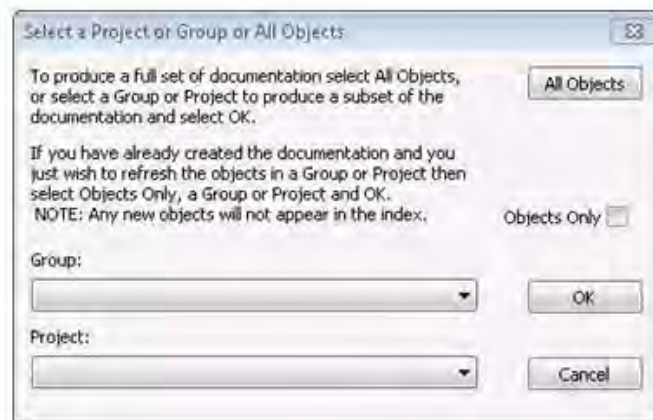 Select a Project or Group or All Objects
To produce a full set of documentation select All Objects,
or select a Group or Project to produce a subset of the
documentation and select OK.
All Objects
If you have already created the documentation and you
just wish to refresh the objects in a Group or Project then
select Objects Only, a Group or Project and OK.
NOTE: Any new objects will not appear in the index.
Objects Only
Group:
OK
Project:
Cancel